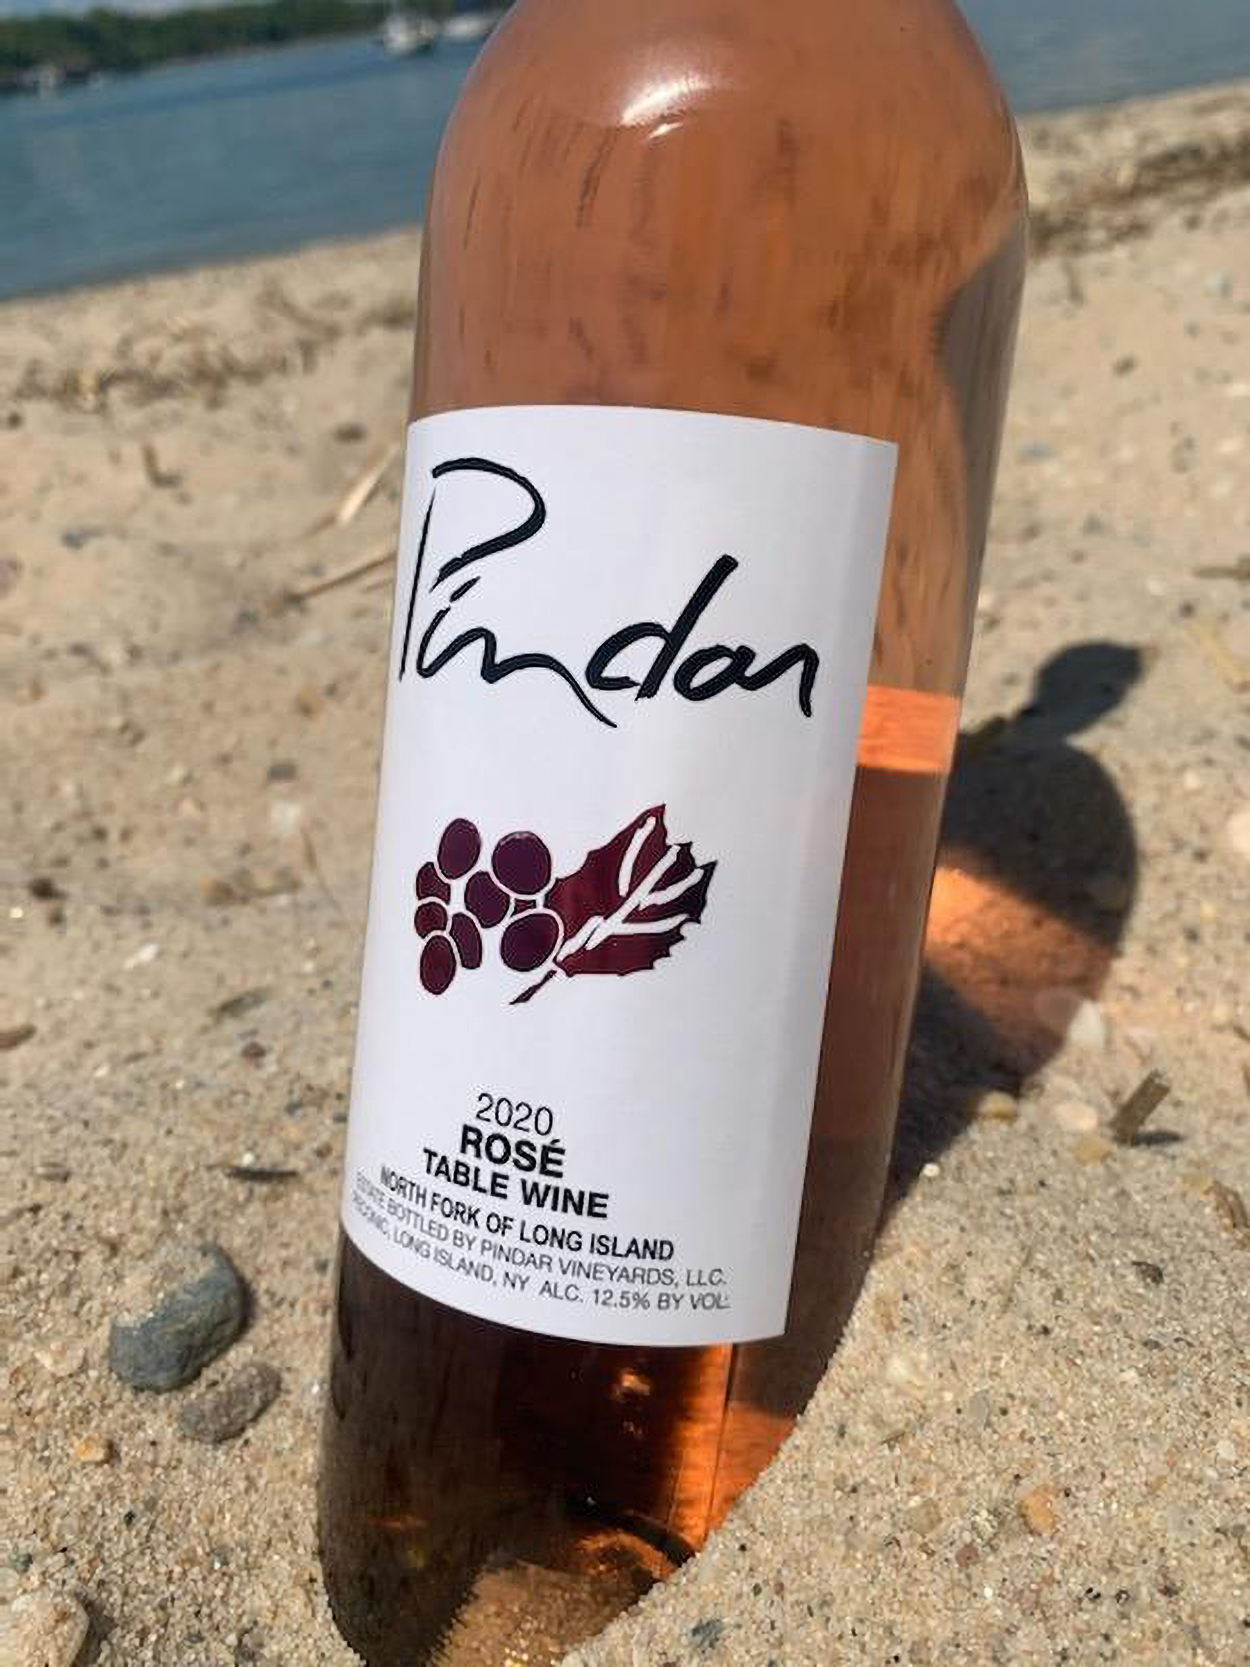 Pindar
2020
ROSÉ
TABLE WINE
NORTH FORK OF LONG ISLAND
ESTATE BOTTLED BY PINDAR VINEYARDS, LLC.
PECONIC, LONG ISLAND, NY ALC. 12.5% BY VOL.